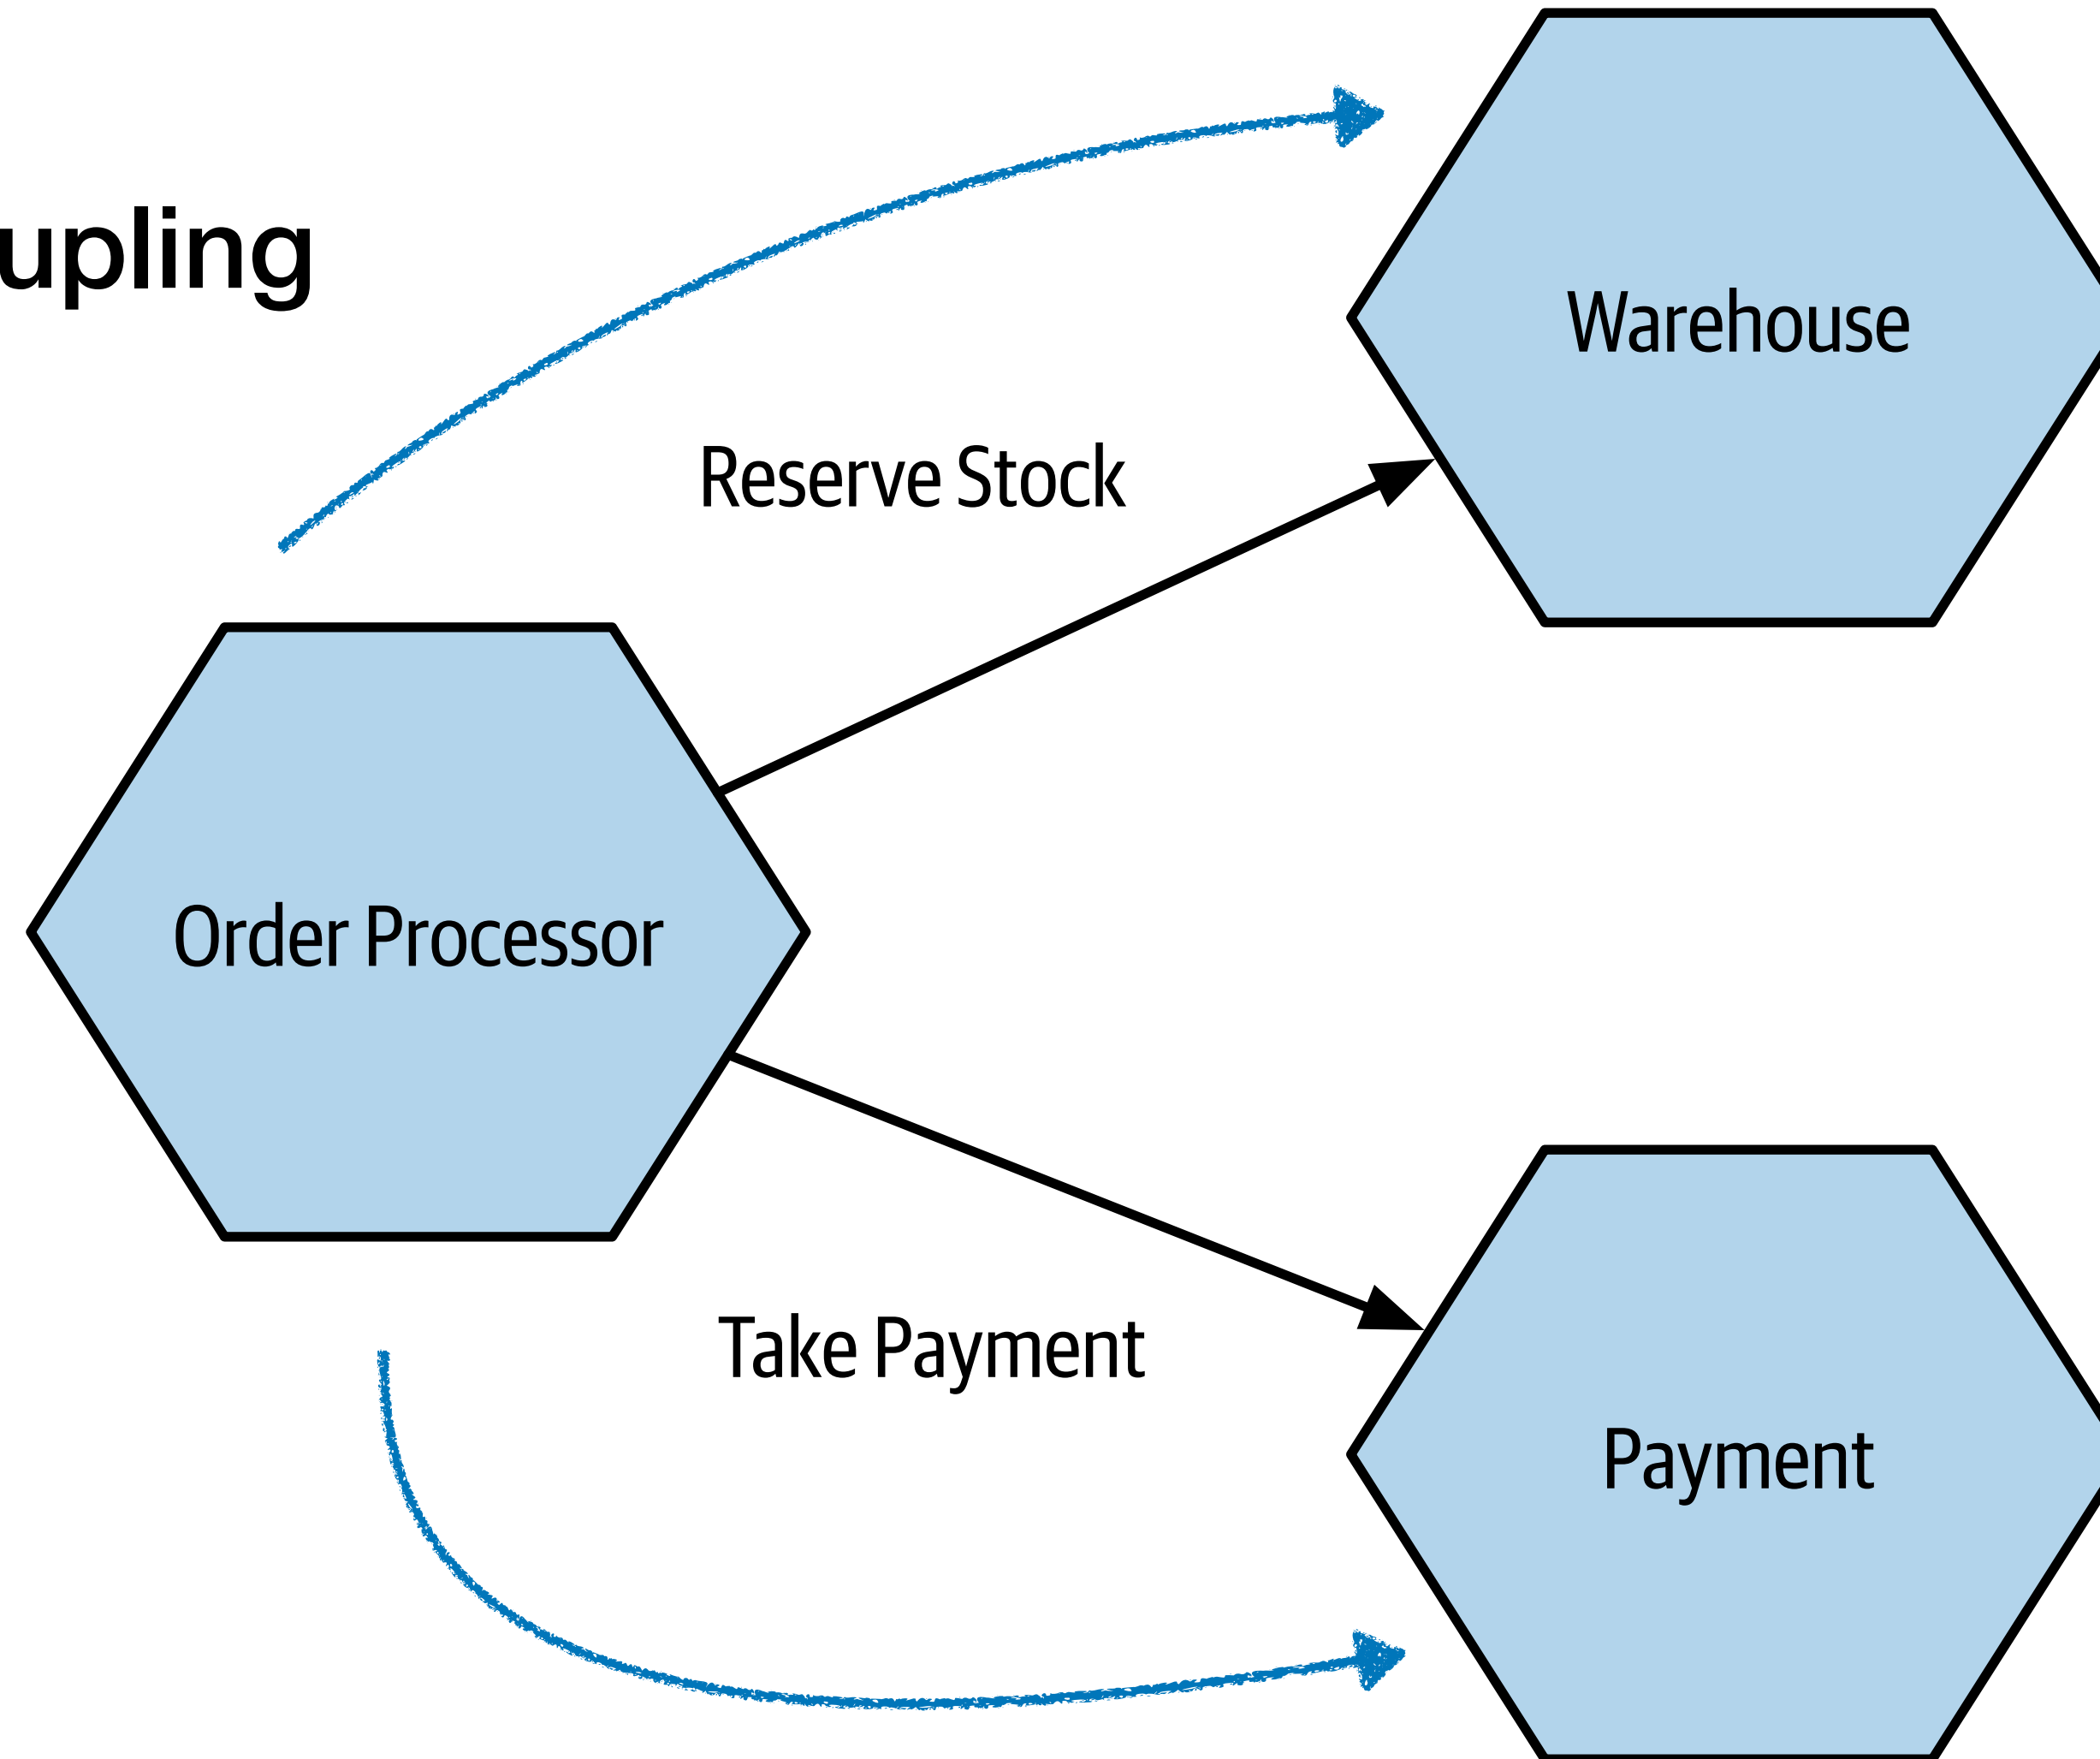 upling
Warehouse
Reserve Stock
Order Processor
Take Payment
Payment